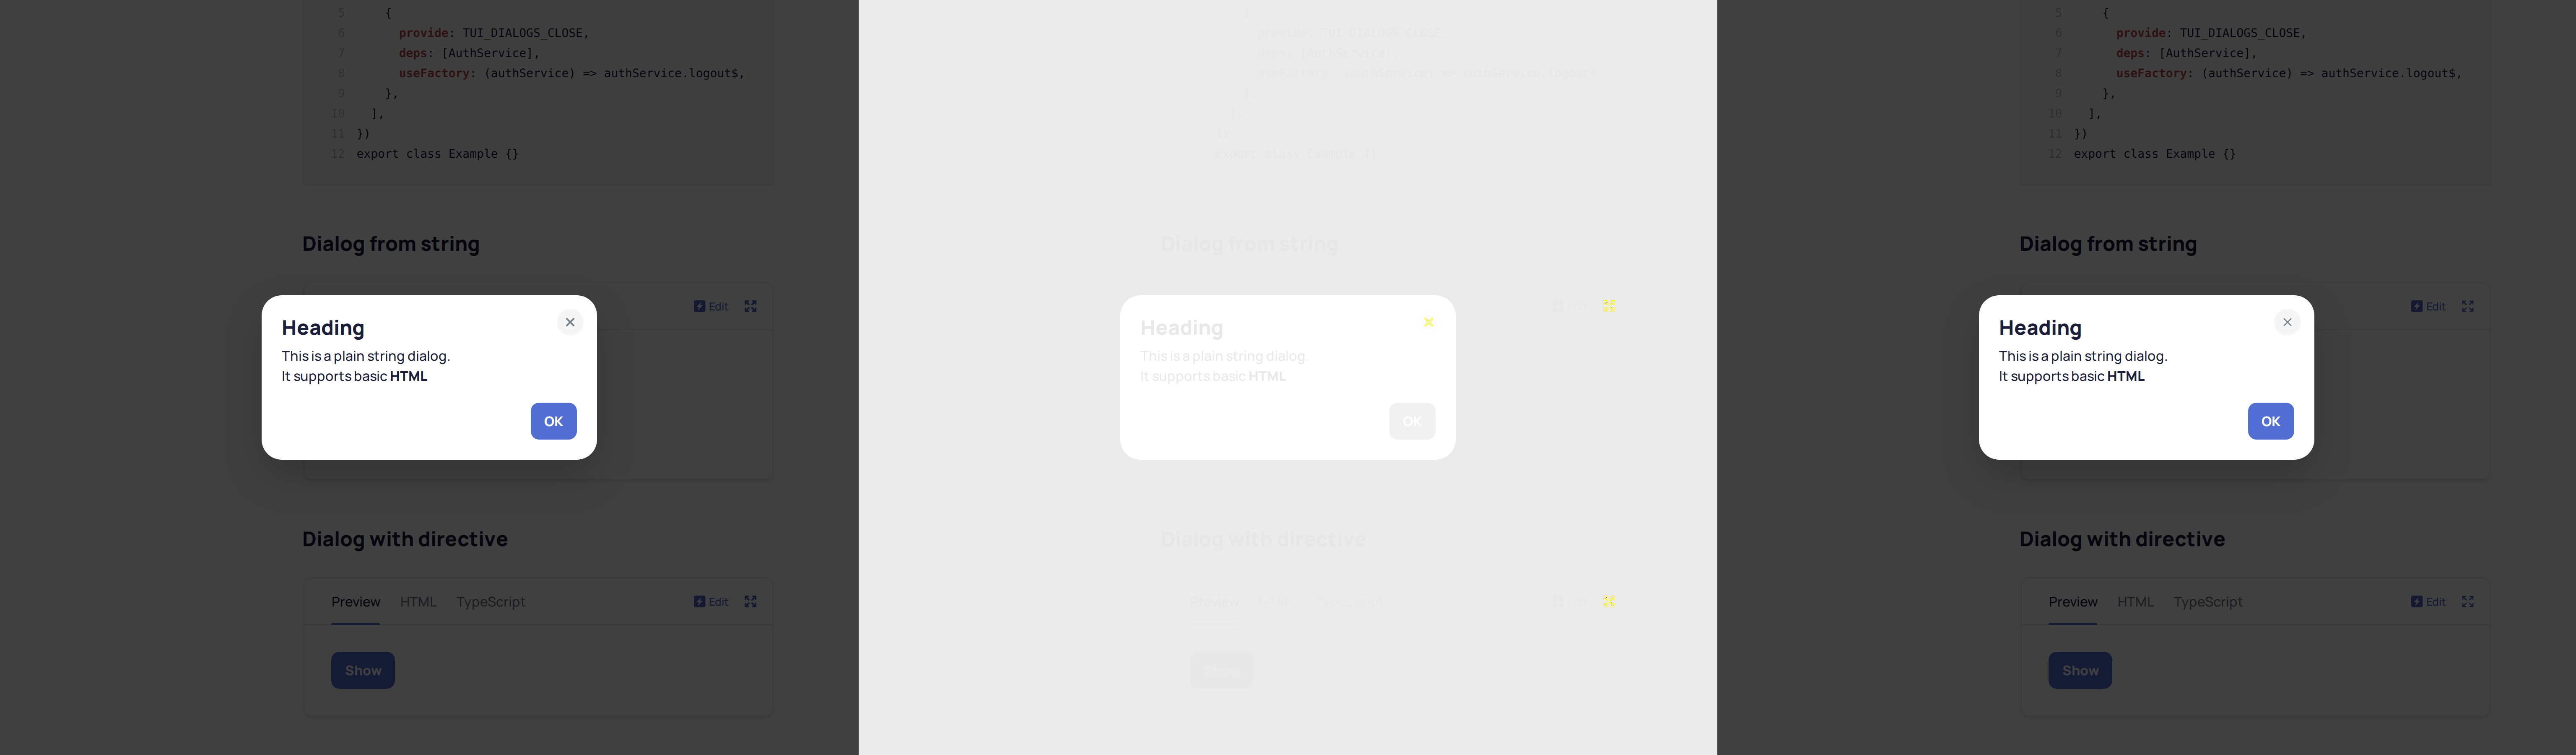 5 {
6 provide: TUI_DIALOGS_CLOSE,
7 deps: [AuthService],
8 useFactory: (authService) => authService.logout$,
9 },
10 ],
11 })
12 export class Example {}
Dialog from string
Edit
Heading
This is a plain string dialog.
It supports basic HTML
OK
Dialog with directive
Preview HTML TypeScript Edit
Show
provide: TUI_DIALOGS_CLOSE,
deps: [AuthService],
useFactory: (authService) => authService.logout$,
export class Example {}
Dialog from string
Edit
Heading
This is a plain string dialog.
It supports basic HTML
OK
Dialog with directive
Preview HTML TypeScript Edit
Show
5 {
6 provide: TUI_DIALOGS_CLOSE,
7 deps: [AuthService],
8 useFactory: (authService) => authService.logout$,
9 },
10 ],
11 })
12 export class Example {}
Dialog from string
Edit
Heading
This is a plain string dialog.
It supports basic HTML
OK
Dialog with directive
Preview HTML TypeScript Edit
Show